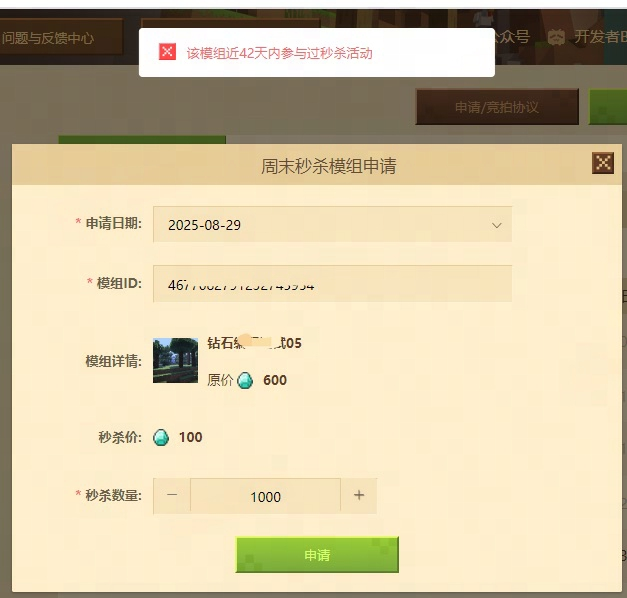 问题与反馈中心
众号
开发者
该模组近42天内参与过秒杀活动
申请/竞拍协议
周末秒杀模组申请
* 申请日期:
2025-08-29
* 模组ID:
模组详情:
钻石
05
原价 600
秒杀价: 100
* 秒杀数量:
− 1000 +
申请